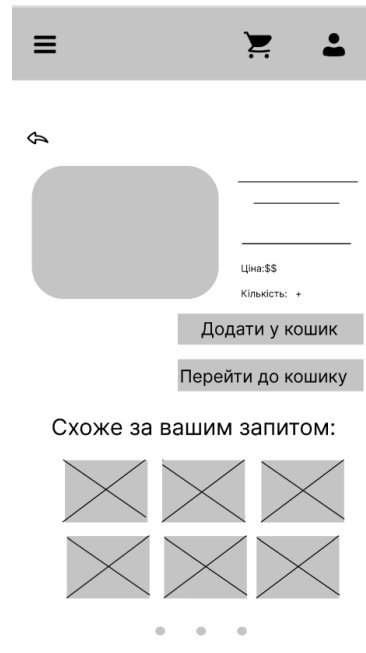 Ціна:$$
Кількість: +
Додати у кошик
Перейти до кошику
Схоже за вашим запитом: